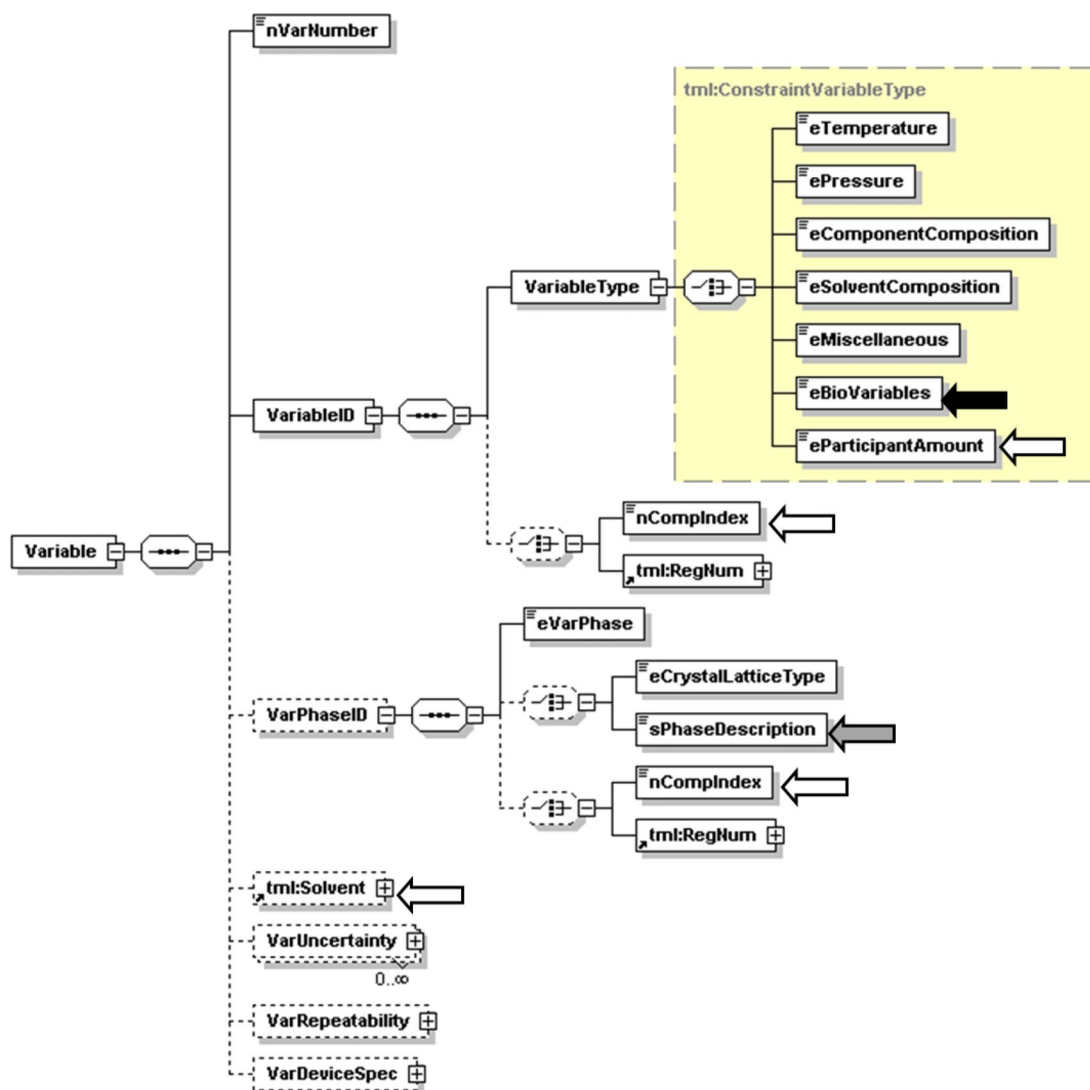 nVarNumber
tml:ConstraintVariableType
eTemperature
ePressure
eComponentComposition
VariableType
eSolventComposition
eMiscellaneous
eBioVariables
VariableID
eParticipantAmount
nCompIndex
Variable
tml:RegNum
eVarPhase
eCrystalLatticeType
VarPhaseID
sPhaseDescription
nCompIndex
tml:RegNum
tml:Solvent
VarUncertainty
0..∞
VarRepeatability
VarDeviceSpec